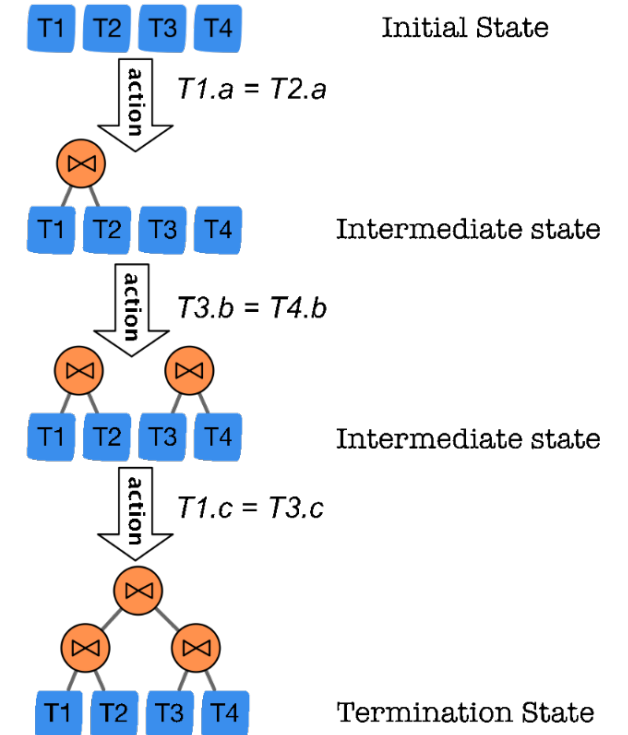 T1 T2 T3 T4 Initial State
action T1.a = T2.a
⋈
T1 T2 T3 T4 Intermediate state
action T3.b = T4.b
⋈ ⋈
T1 T2 T3 T4 Intermediate state
action T1.c = T3.c
⋈
⋈ ⋈
T1 T2 T3 T4 Termination State